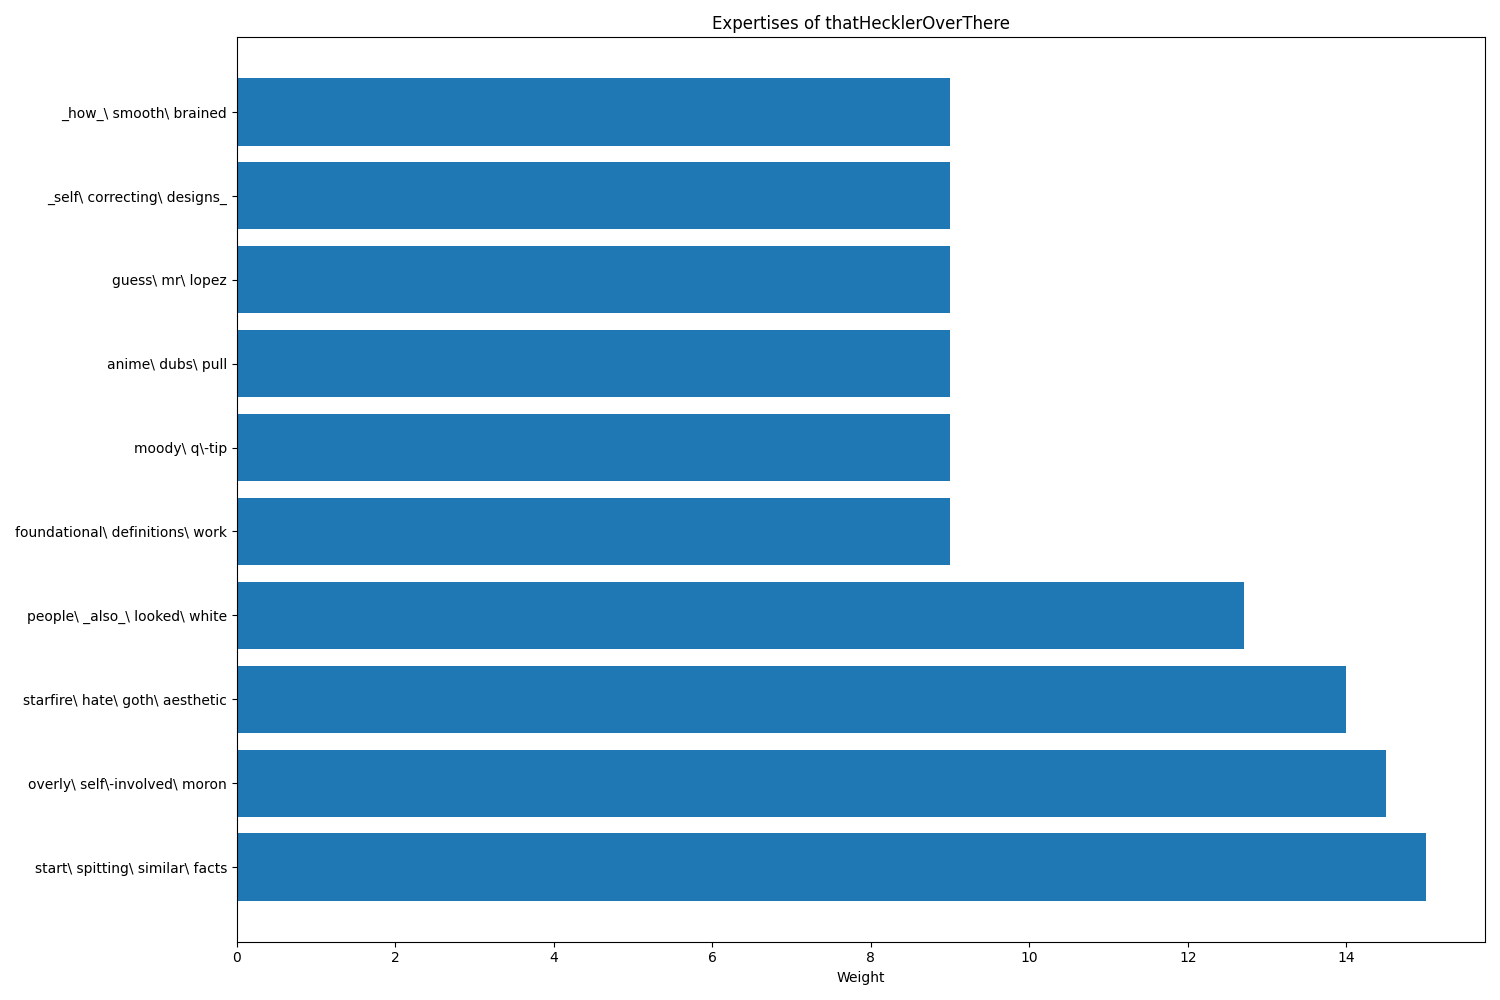 Expertises of thatHecklerOverThere
_how_\ smooth\ brained
_self\ correcting\ designs_
guess\ mr\ lopez
anime\ dubs\ pull
moody\ q\-tip
foundational\ definitions\ work
people\ _also_\ looked\ white
starfire\ hate\ goth\ aesthetic
overly\ self\-involved\ moron
start\ spitting\ similar\ facts
0 2 4 6 8 10 12 14
Weight